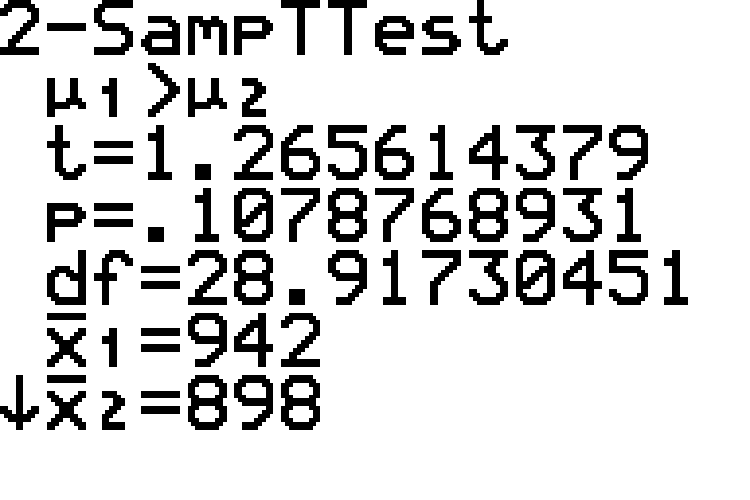 2-SampTTest
μ1>μ2
t=1.265614379
p=.1078768931
df=28.91730451
x̄1=942
↓x̄2=898